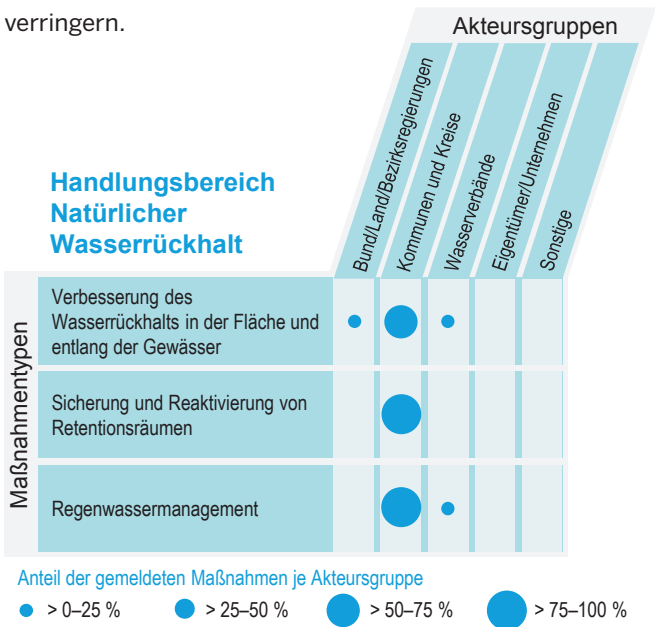 verringern.
Akteursgruppen
Bund/Land/Bezirksregierungen
Kommunen und Kreise
Wasserverbände
Eigentümer/Unternehmen
Sonstige
Handlungsbereich
Natürlicher
Wasserrückhalt
Maßnahmentypen
Verbesserung des
Wasserrückhalts in der Fläche und
entlang der Gewässer
Sicherung und Reaktivierung von
Retentionsräumen
Regenwassermanagement
Anteil der gemeldeten Maßnahmen je Akteursgruppe
> 0–25 % > 25–50 % > 50–75 % > 75–100 %